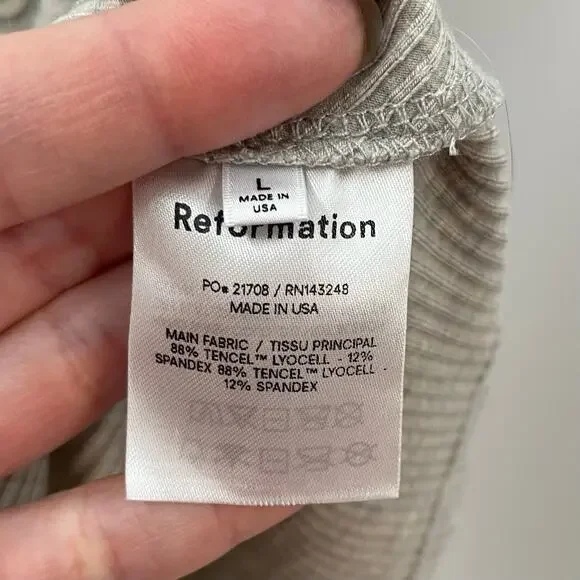 L
MADE IN
USA
Reformation
PO# 21708 / RN143248
MADE IN USA
MAIN FABRIC / TISSU PRINCIPAL
88% TENCEL™ LYOCELL - 12%
SPANDEX 88% TENCEL™ LYOCELL -
12% SPANDEX